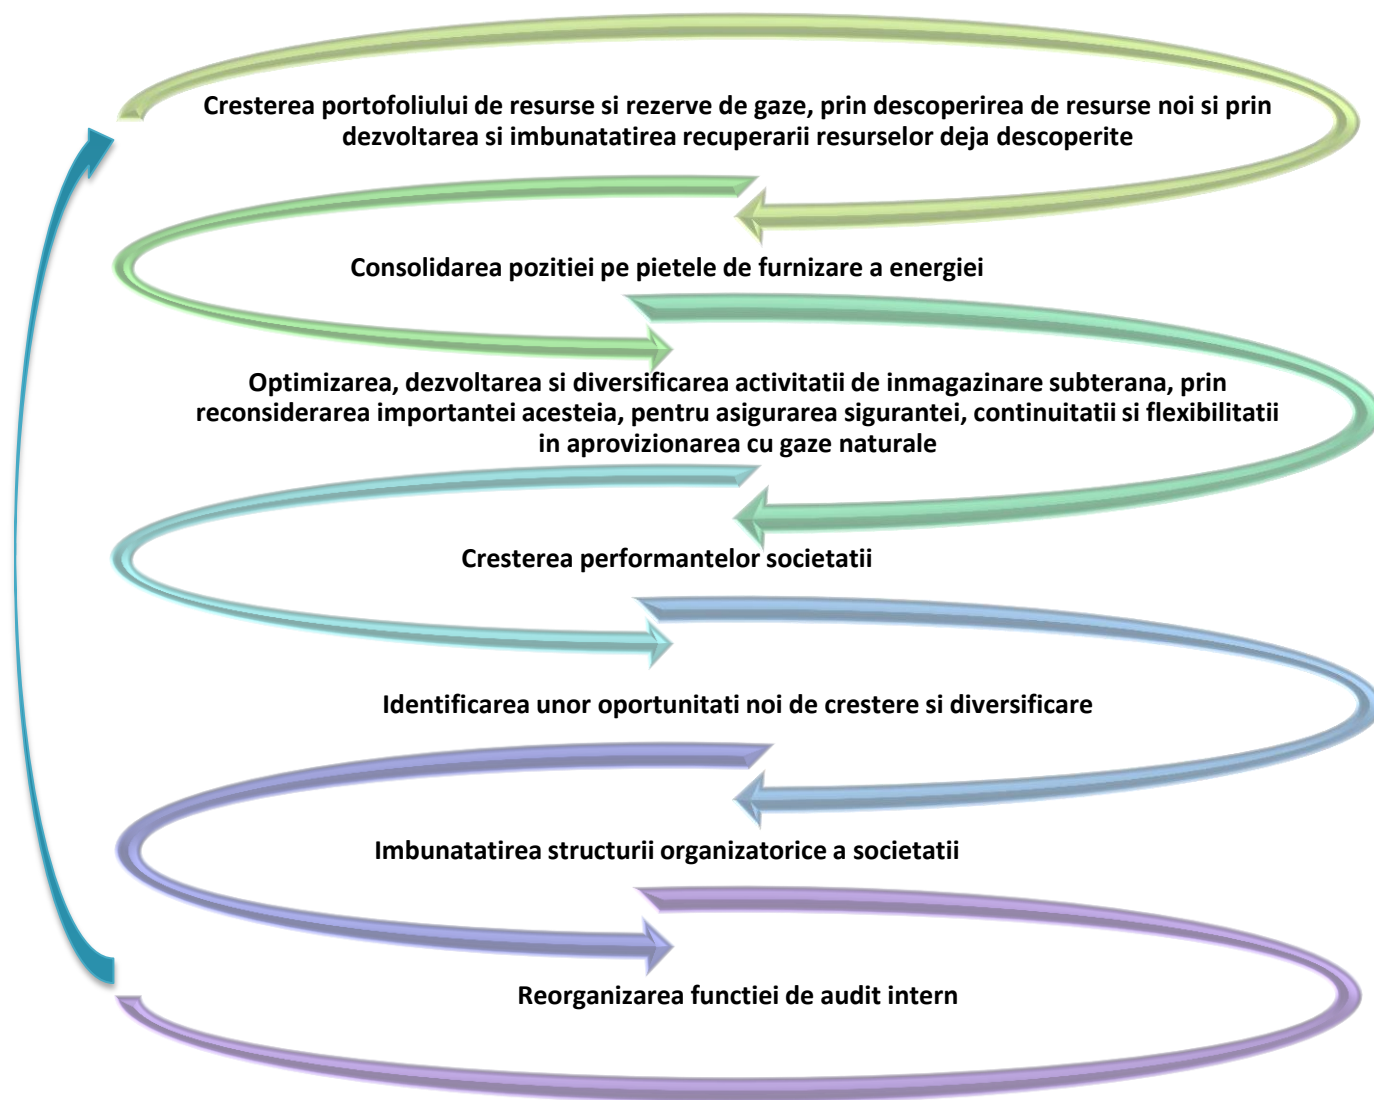 Cresterea portofoliului de resurse si rezerve de gaze, prin descoperirea de resurse noi si prin
dezvoltarea si imbunatatirea recuperarii resurselor deja descoperite
Consolidarea pozitiei pe pietele de furnizare a energiei
Optimizarea, dezvoltarea si diversificarea activitatii de inmagazinare subterana, prin
reconsiderarea importantei acesteia, pentru asigurarea sigurantei, continuitatii si flexibilitatii
in aprovizionarea cu gaze naturale
Cresterea performantelor societatii
Identificarea unor oportunitati noi de crestere si diversificare
Imbunatatirea structurii organizatorice a societatii
Reorganizarea functiei de audit intern